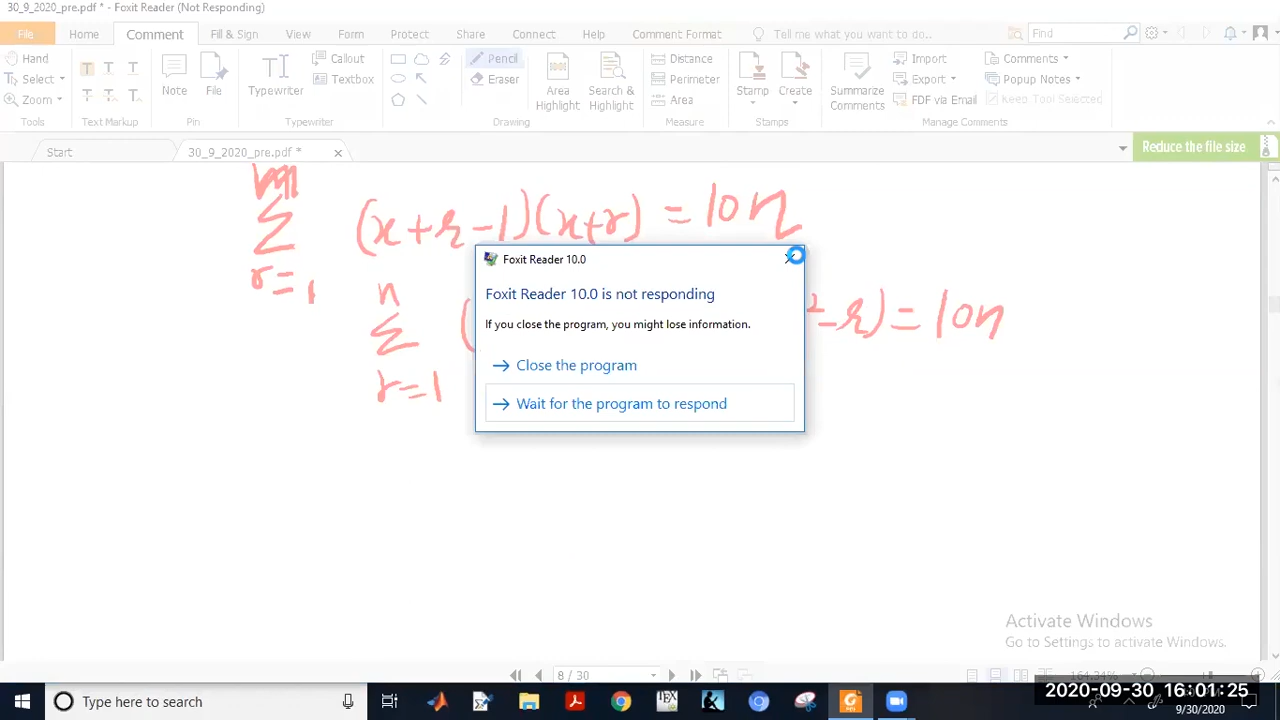 30_9_2020_pre.pdf * - Foxit Reader (Not Responding)
File Home Comment Fill & Sign View Form Protect Share Connect Help Comment Format Tell me what you want to do.. Find
Hand Select Zoom Tools
T T T T T T Text Markup
Note File Pin
Typewriter Callout Textbox Typewriter
Pencil Eraser Area Highlight Search & Highlight Drawing
Distance Perimeter Area Measure
Stamp Create Stamps
Summarize Comments Import Export FDF via Email Comments Popup Notes Keep Tool Selected Manage Comments
Start 30_9_2020_pre.pdf * Reduce the file size
∑ (x+r-1)(x+r) = 10n
r=1
n
∑ ( ²-r) = 10n
r=1
Foxit Reader 10.0
Foxit Reader 10.0 is not responding
If you close the program, you might lose information.
→ Close the program
→ Wait for the program to respond
Activate Windows
Go to Settings to activate Windows.
8 / 30 164.34%
Type here to search
2020-09-30 16:01:25
9/30/2020